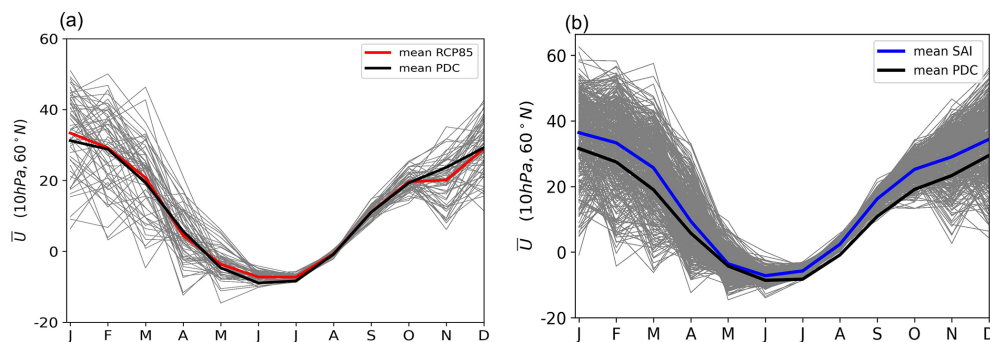 (a)
60
40
20
0
-20
U̅ (10hPa, 60°N)
mean RCP85
mean PDC
J F M A M J J A S O N D
(b)
60
40
20
0
-20
U̅ (10hPa, 60°N)
mean SAI
mean PDC
J F M A M J J A S O N D